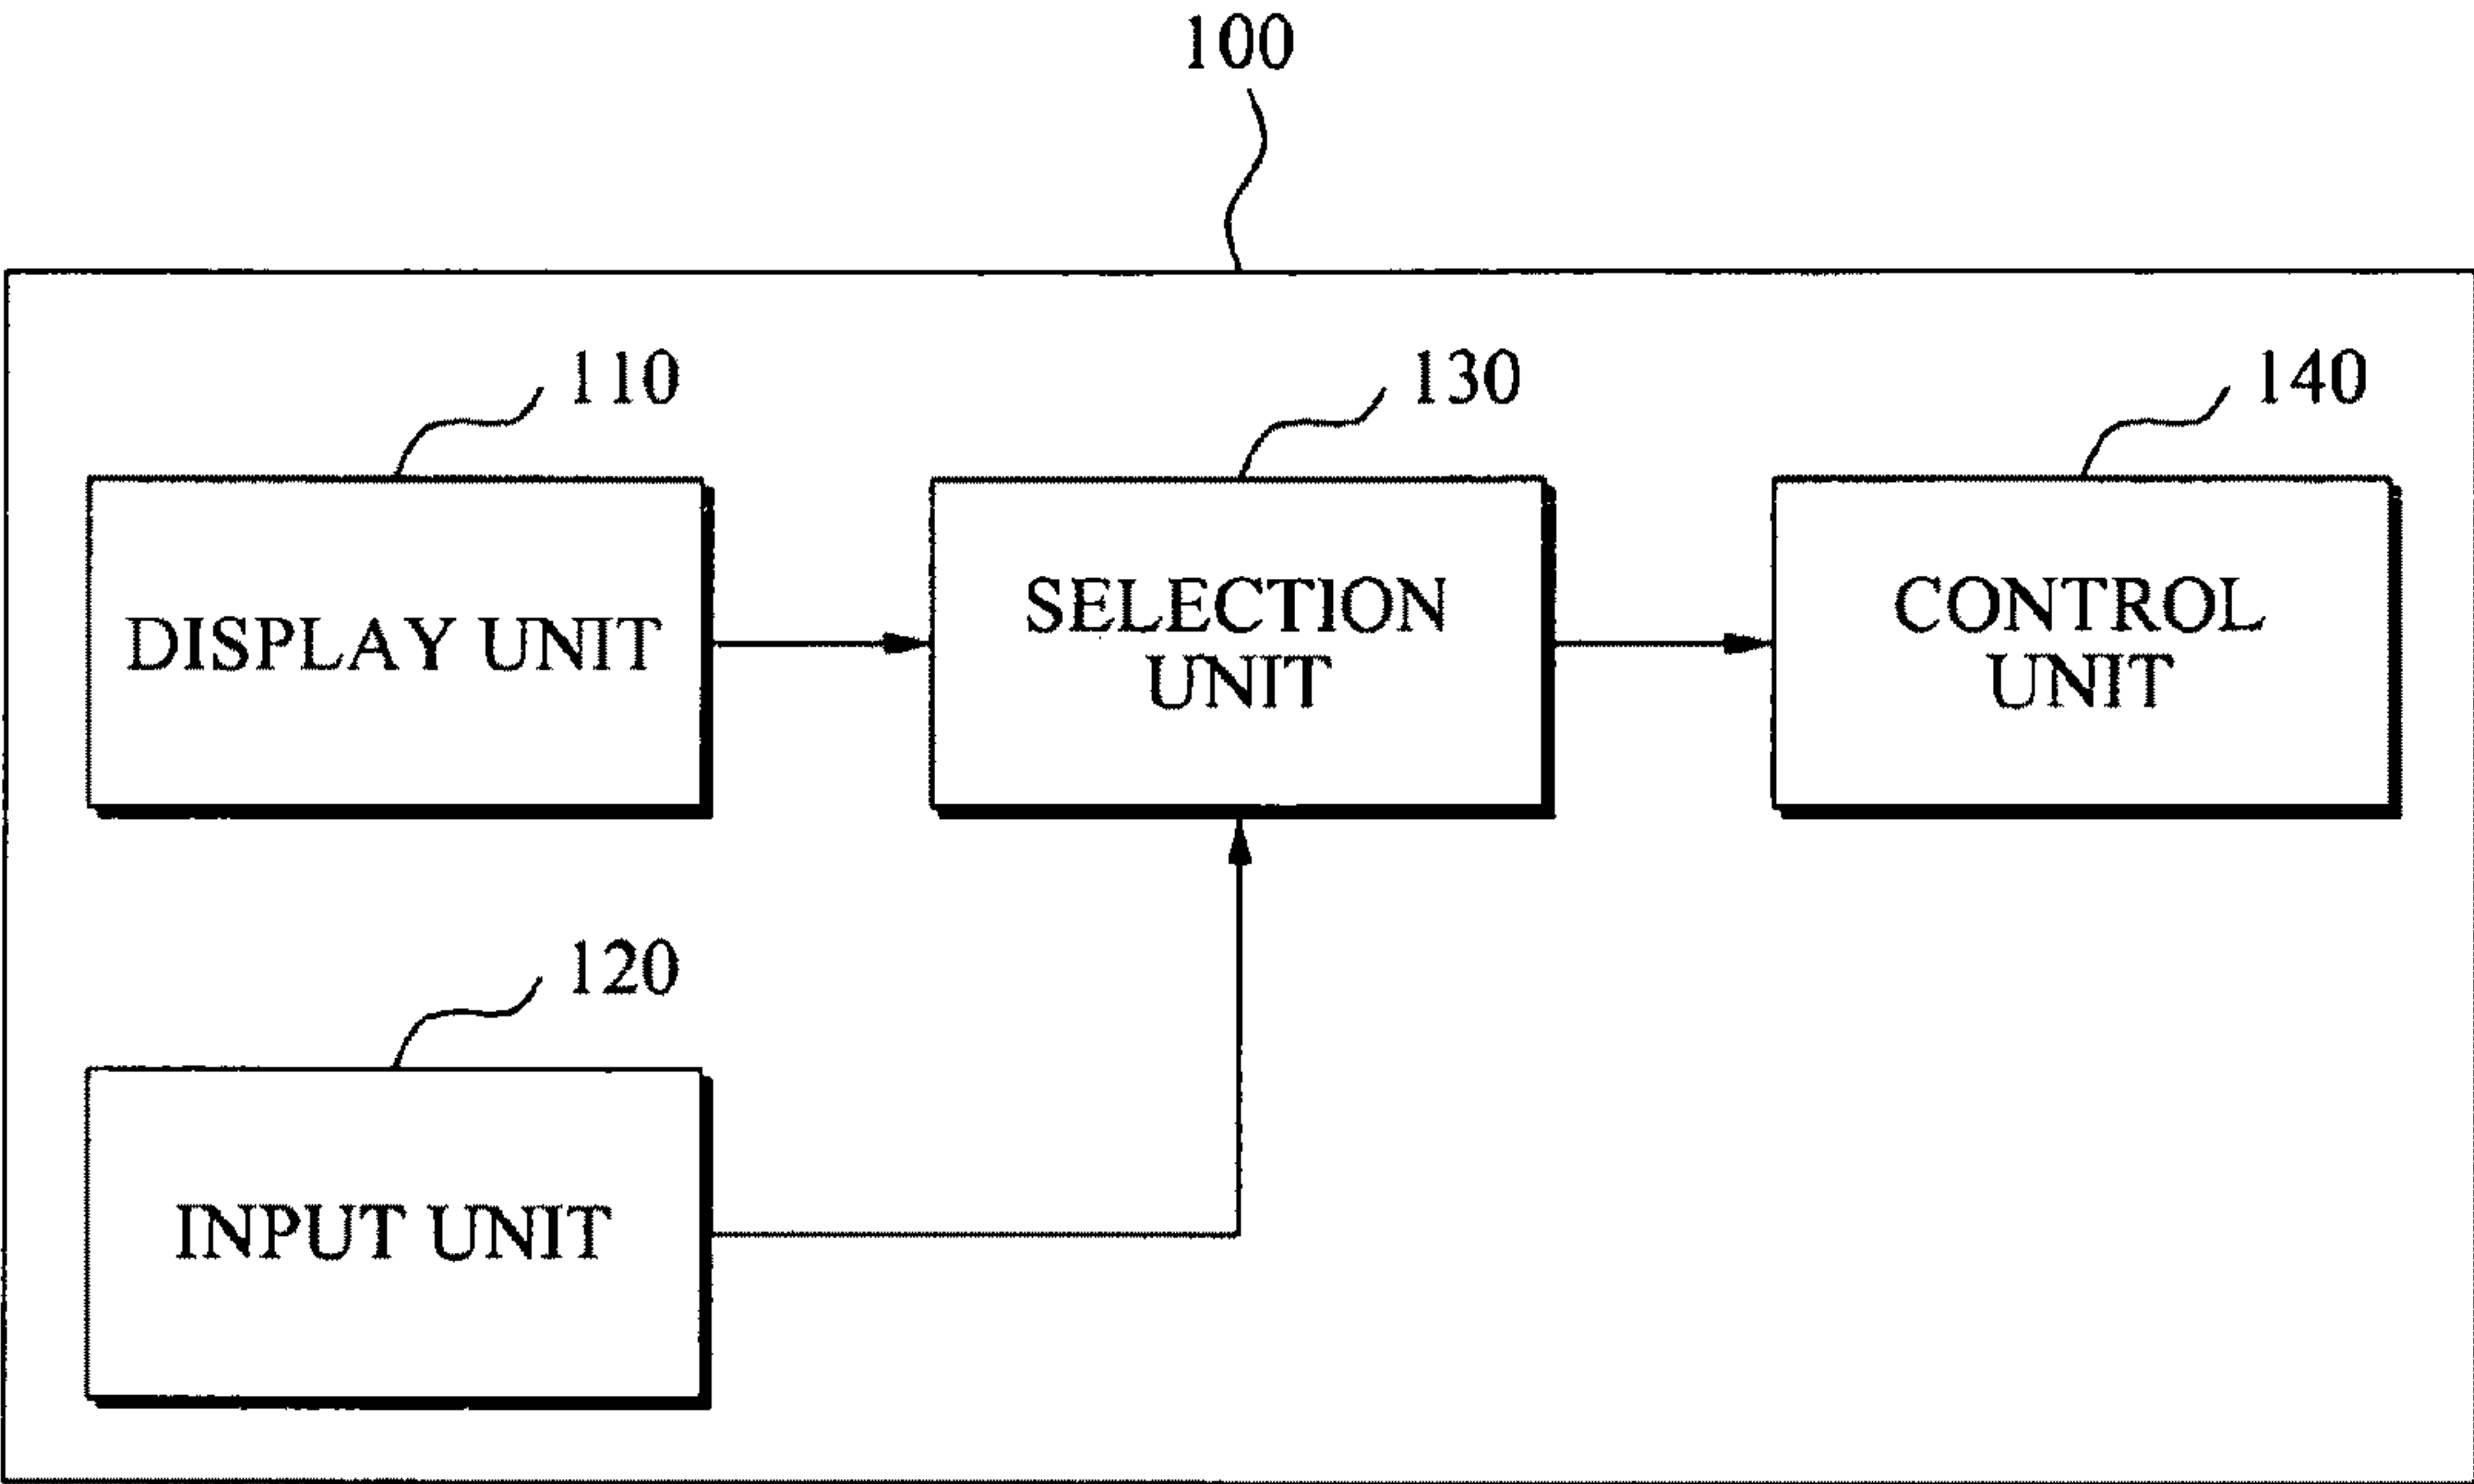 100
110
130
140
DISPLAY UNIT
SELECTION
UNIT
CONTROL
UNIT
120
INPUT UNIT